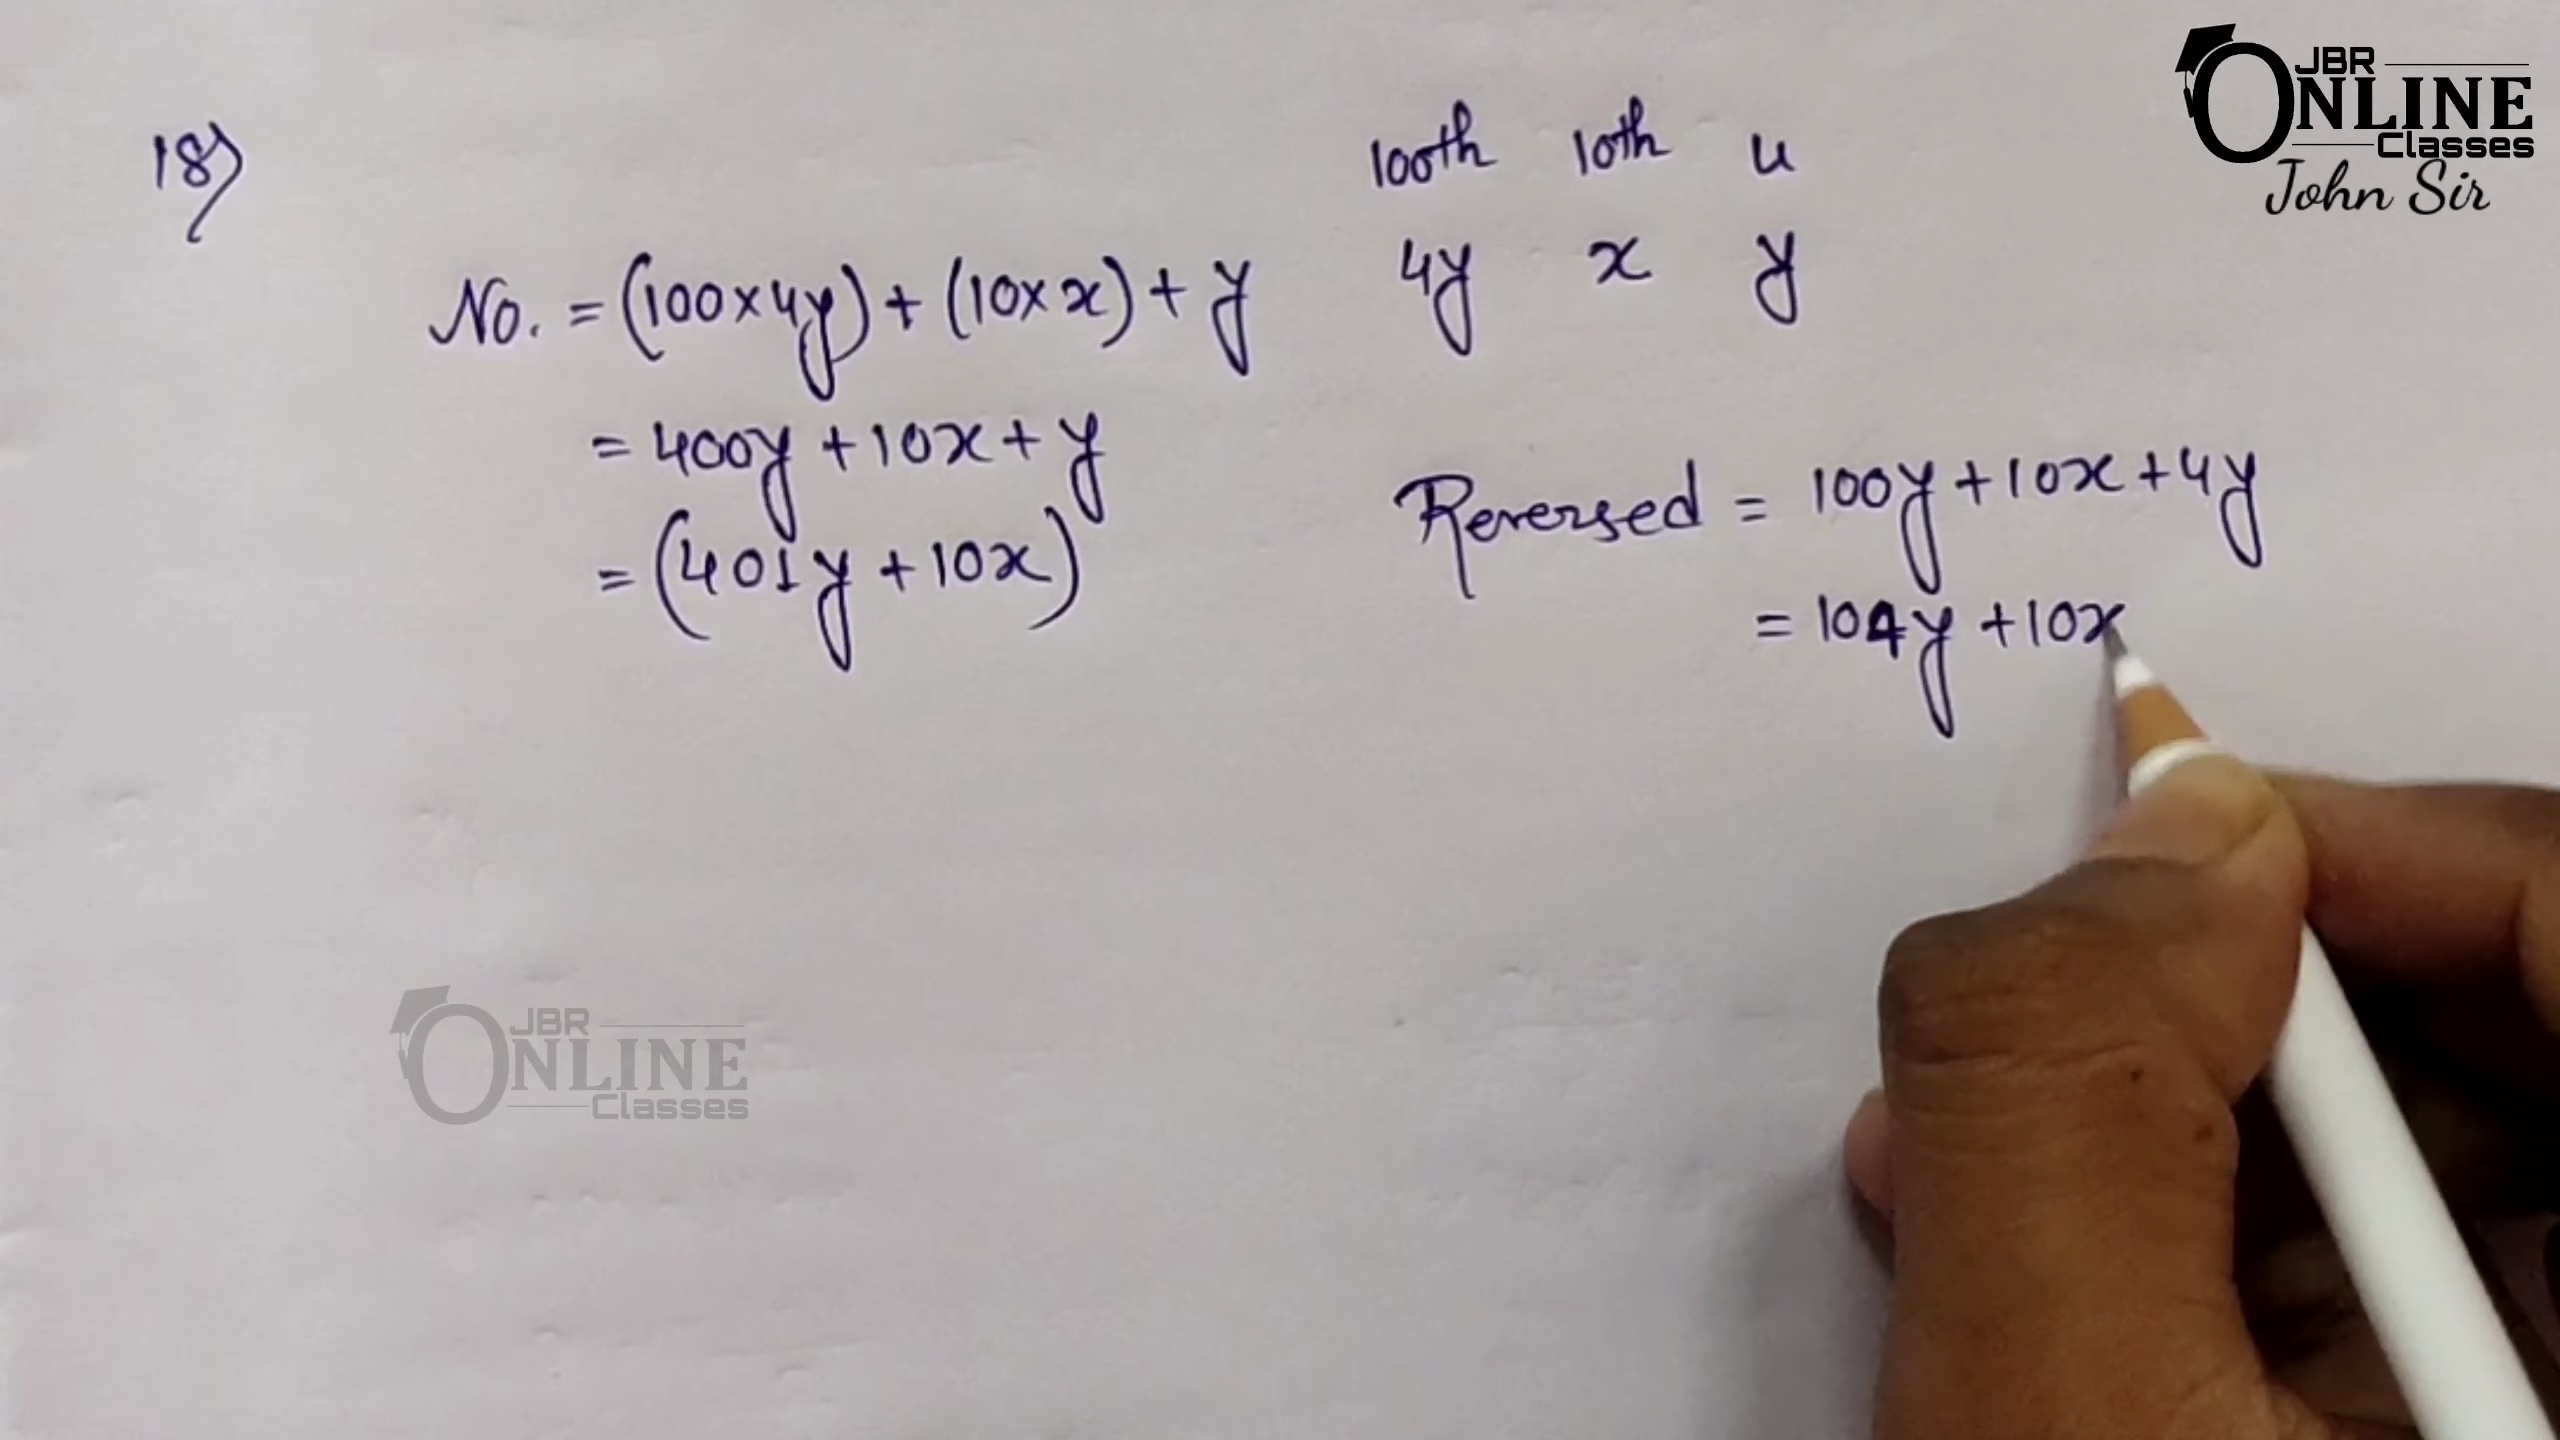 JBR
ONLINE
Classes
John Sir
18)
100th 10th u
4y x y
No. = (100 × 4y) + (10 × x) + y
= 400y + 10x + y
= (401y + 10x)
Reversed = 100y + 10x + 4y
= 104y + 10x
JBR
ONLINE
Classes